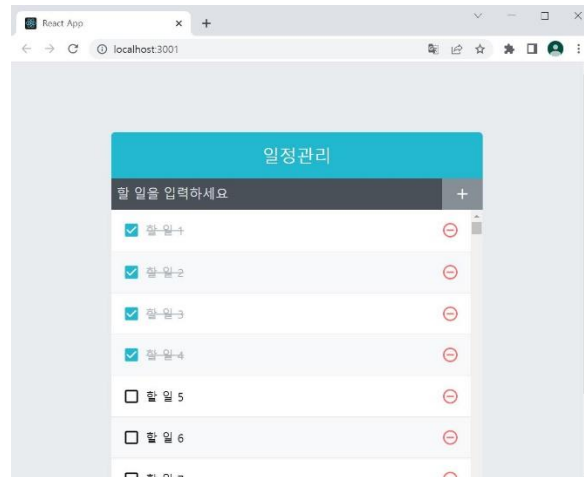 React App
localhost:3001
일정관리
할 일을 입력하세요
할 일 1
할 일 2
할 일 3
할 일 4
할 일 5
할 일 6